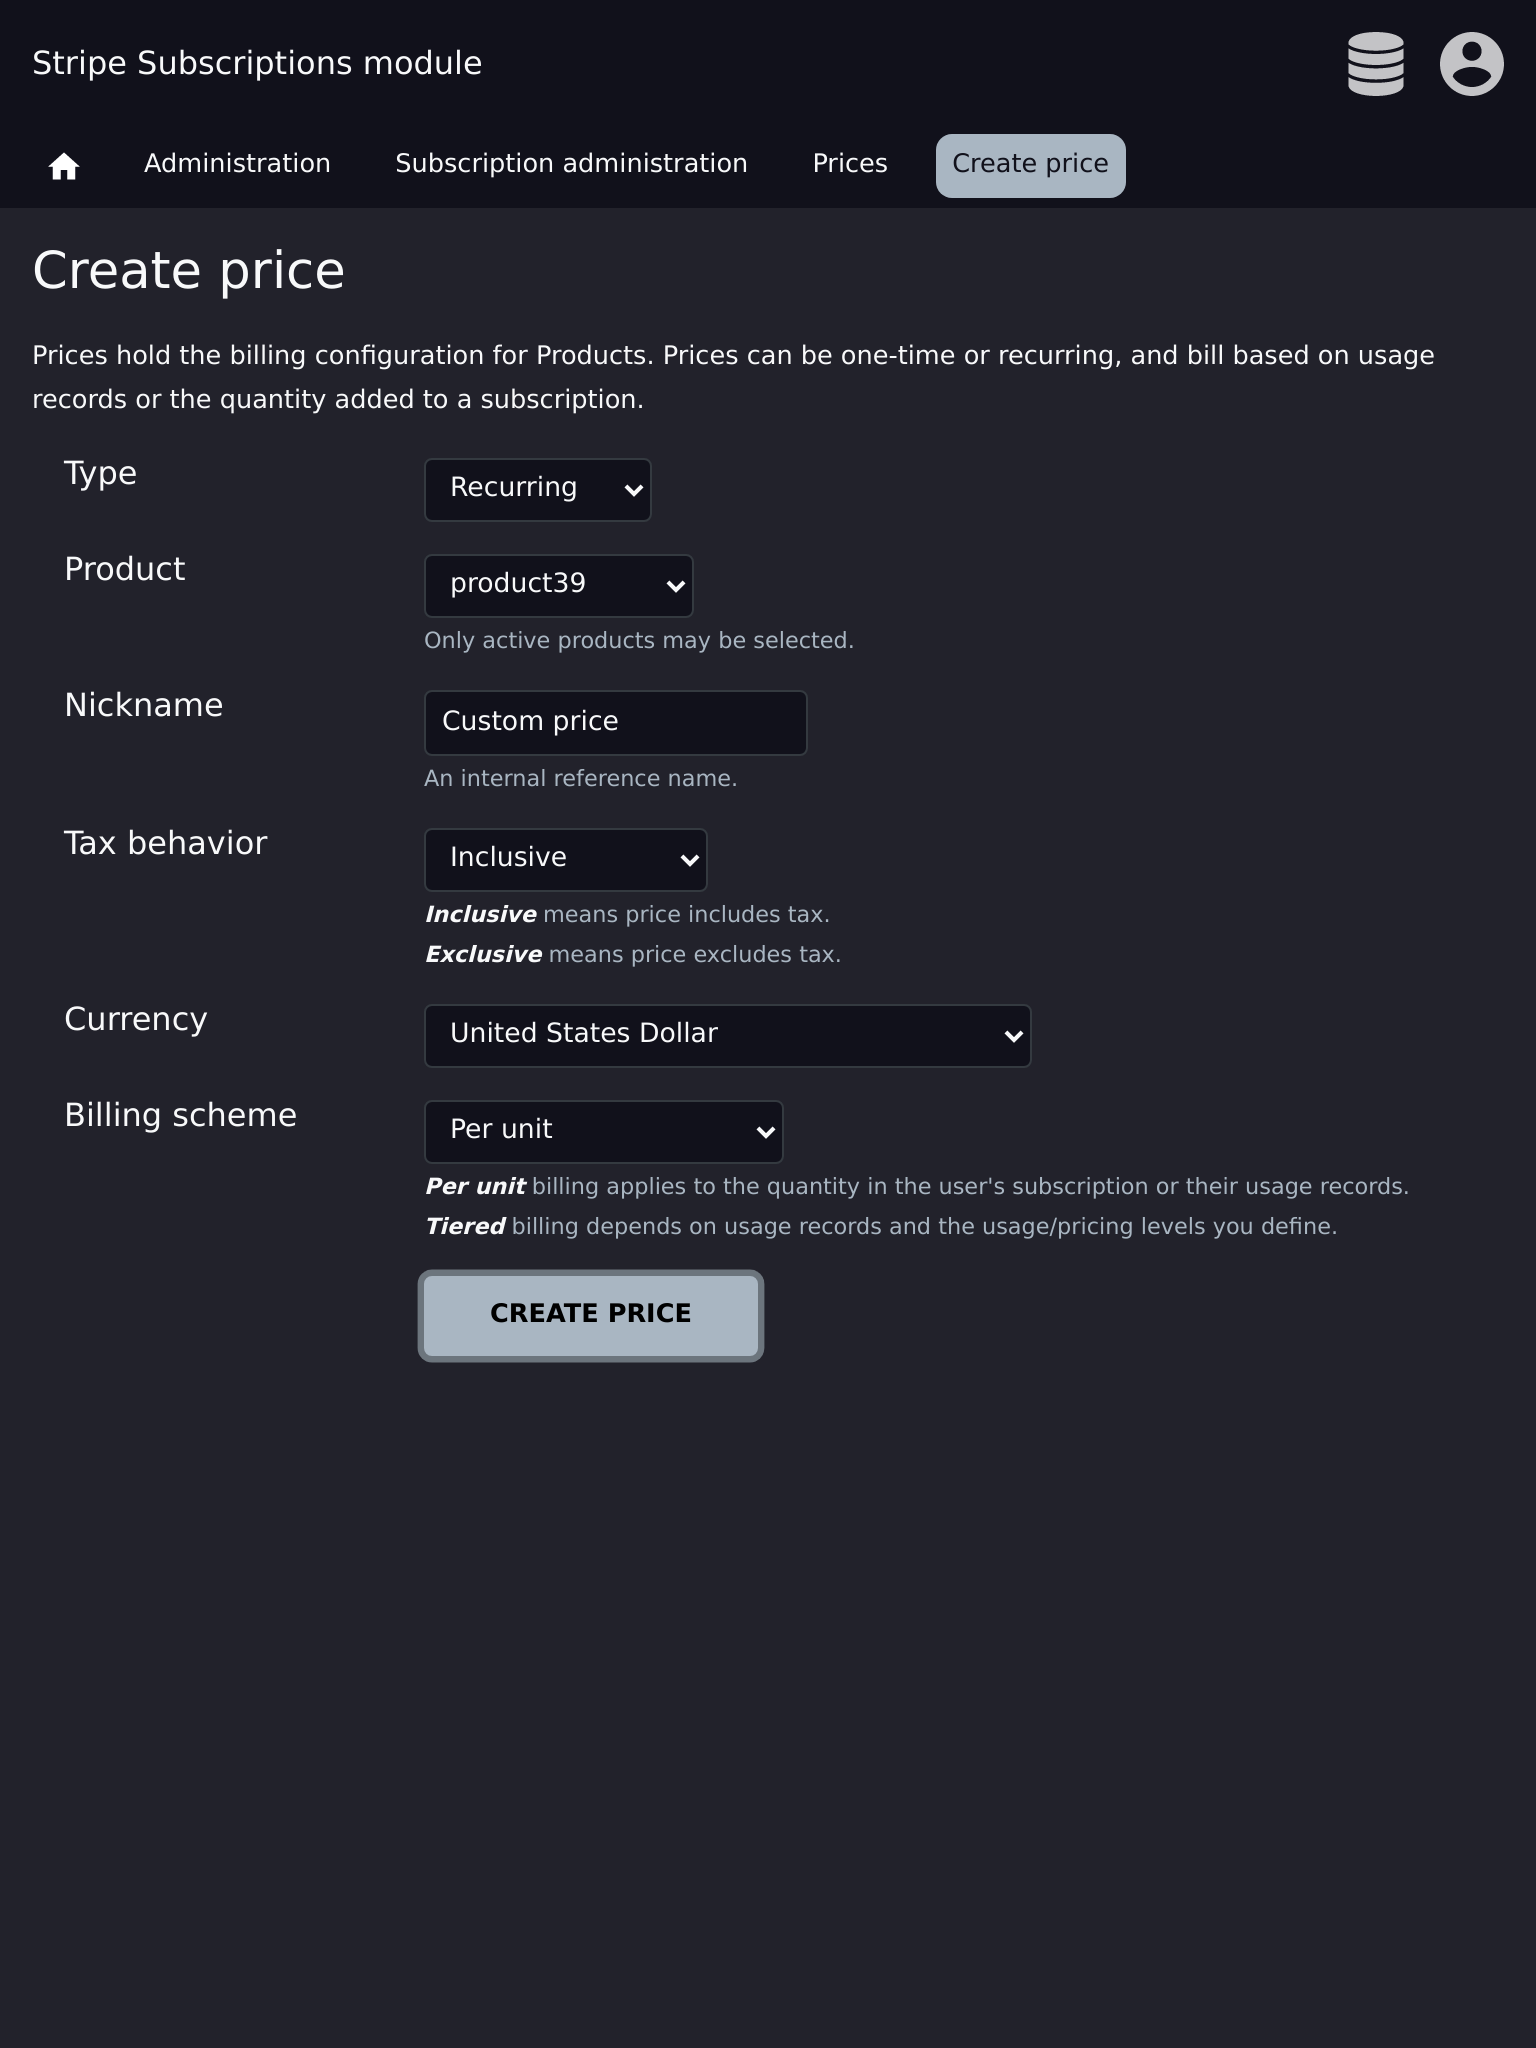 Stripe Subscriptions module
Administration
Subscription administration
Prices
Create price
Create price
Prices hold the billing configuration for Products. Prices can be one-time or recurring, and bill based on usage
records or the quantity added to a subscription.
Type
Recurring
Product
product39
Only active products may be selected.
Nickname
Custom price
An internal reference name.
Tax behavior
Inclusive
Inclusive means price includes tax.
Exclusive means price excludes tax.
Currency
United States Dollar
Billing scheme
Per unit
Per unit billing applies to the quantity in the user's subscription or their usage records.
Tiered billing depends on usage records and the usage/pricing levels you define.
CREATE PRICE